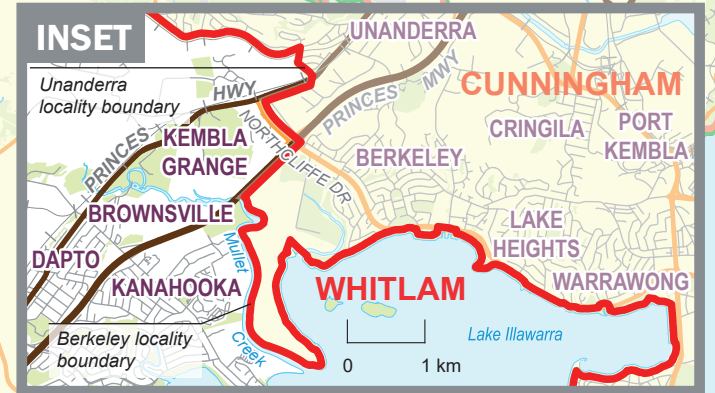 INSET
UNANDERRA
Unanderra
locality boundary
HWY
PRINCES
MWY
CUNNINGHAM
PRINCES
KEMBLA
GRANGE
NORTHCLIFFE DR
CRINGILA
PORT
KEMBLA
BERKELEY
BROWNSVILLE
Mullet
Creek
LAKE
HEIGHTS
DAPTO
KANAHOOKA
WHITLAM
WARRAWONG
Berkeley locality
boundary
Lake Illawarra
0 1 km